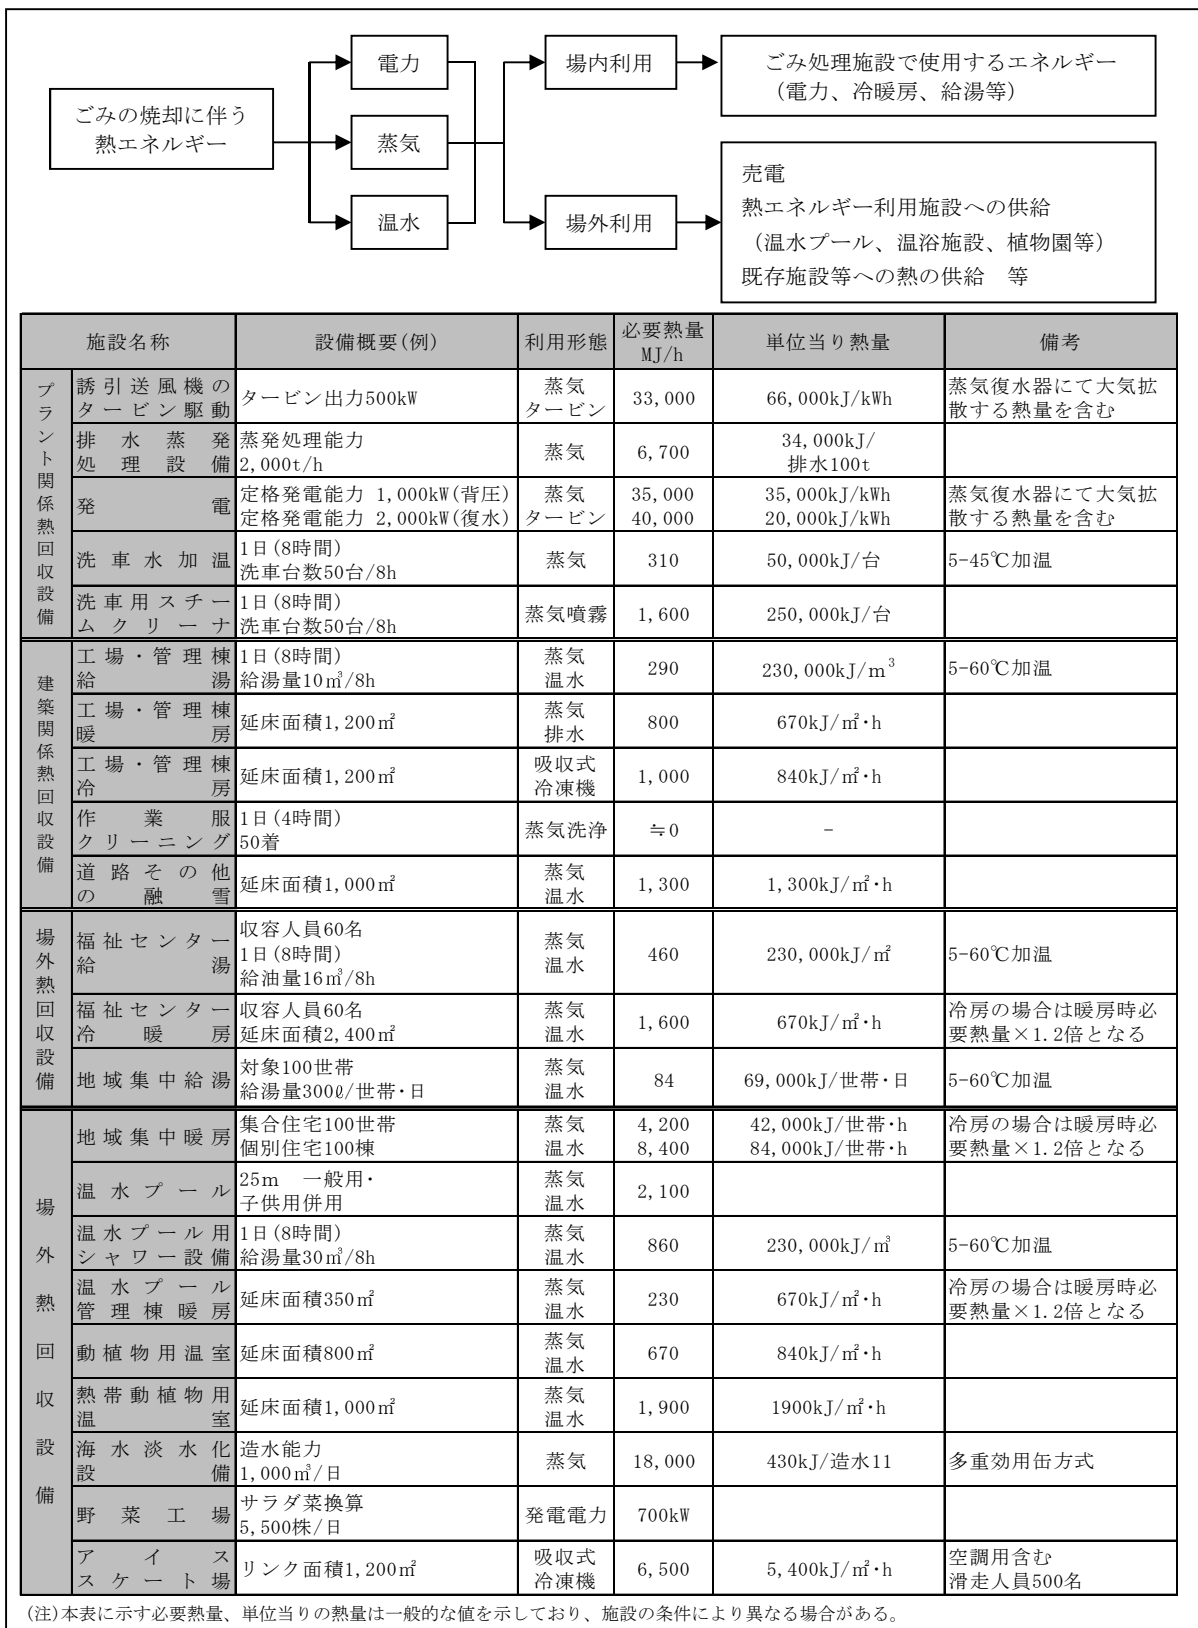 ごみの焼却に伴う
熱エネルギー
電力
蒸気
温水
場内利用
場外利用
ごみ処理施設で使用するエネルギー
(電力、冷暖房、給湯等)
売電
熱エネルギー利用施設への供給
(温水プール、温浴施設、植物園等)
既存施設等への熱の供給 等
施設名称 設備概要(例) 利用形態 必要熱量 MJ/h 単位当り熱量 備考
プラント関係熱回収設備
誘引送風機の タービン出力500kW 蒸気 33,000 66,000kJ/kWh 蒸気復水器にて大気拡
タービン駆動 タービン 散する熱量を含む
排水蒸発 蒸発処理能力 蒸気 6,700 34,000kJ/
処理設備 2,000t/h 排水100t
発電 定格発電能力 1,000kW(背圧) 蒸気 35,000 35,000kJ/kWh 蒸気復水器にて大気拡
定格発電能力 2,000kW(復水) タービン 40,000 20,000kJ/kWh 散する熱量を含む
洗車水加温 1日(8時間) 蒸気 310 50,000kJ/台 5-45℃加温
洗車台数50台/8h
洗車用スチー 1日(8時間) 蒸気噴霧 1,600 250,000kJ/台
ムクリーナ 洗車台数50台/8h
建築関係熱回収設備
工場・管理棟 1日(8時間) 蒸気 290 230,000kJ/m³ 5-60℃加温
給湯 給湯量10㎥/8h 温水
工場・管理棟 延床面積1,200㎡ 蒸気 800 670kJ/㎡・h
暖房 排水
工場・管理棟 延床面積1,200㎡ 吸収式 1,000 840kJ/㎡・h
冷房 冷凍機
作業服 1日(4時間) 蒸気洗浄 ≒0 -
クリーニング 50着
道路その他 延床面積1,000㎡ 蒸気 1,300 1,300kJ/㎡・h
の融雪 温水
場外熱回収設備
福祉センター 収容人員60名 蒸気 460 230,000kJ/㎡ 5-60℃加温
給湯 1日(8時間) 温水
給油量16㎥/8h
福祉センター 収容人員60名 蒸気 1,600 670kJ/㎡・h 冷房の場合は暖房時必
冷暖房 延床面積2,400㎡ 温水 要熱量×1.2倍となる
地域集中給湯 対象100世帯 蒸気 84 69,000kJ/世帯・日 5-60℃加温
給湯量300ℓ/世帯・日 温水
場外熱回収設備
地域集中暖房 集合住宅100世帯 蒸気 4,200 42,000kJ/世帯・h 冷房の場合は暖房時必
個別住宅100棟 温水 8,400 84,000kJ/世帯・h 要熱量×1.2倍となる
温水プール 25m 一般用・ 蒸気 2,100
子供用併用 温水
温水プール用 1日(8時間) 蒸気 860 230,000kJ/㎥ 5-60℃加温
シャワー設備 給湯量30㎥/8h 温水
温水プール 延床面積350㎡ 蒸気 230 670kJ/㎡・h 冷房の場合は暖房時必
管理棟暖房 温水 要熱量×1.2倍となる
動植物用温室 延床面積800㎡ 蒸気 670 840kJ/㎡・h
温水
熱帯動植物用 延床面積1,000㎡ 蒸気 1,900 1900kJ/㎡・h
温室 温水
海水淡水化 造水能力 蒸気 18,000 430kJ/造水11 多重効用缶方式
設備 1,000㎥/日
野菜工場 サラダ菜換算 発電電力 700kW
5,500株/日
アイス リンク面積1,200㎡ 吸収式 6,500 5,400kJ/㎡・h 空調用含む
スケート場 冷凍機 滑走人員500名
(注)本表に示す必要熱量、単位当りの熱量は一般的な値を示しており、施設の条件により異なる場合がある。